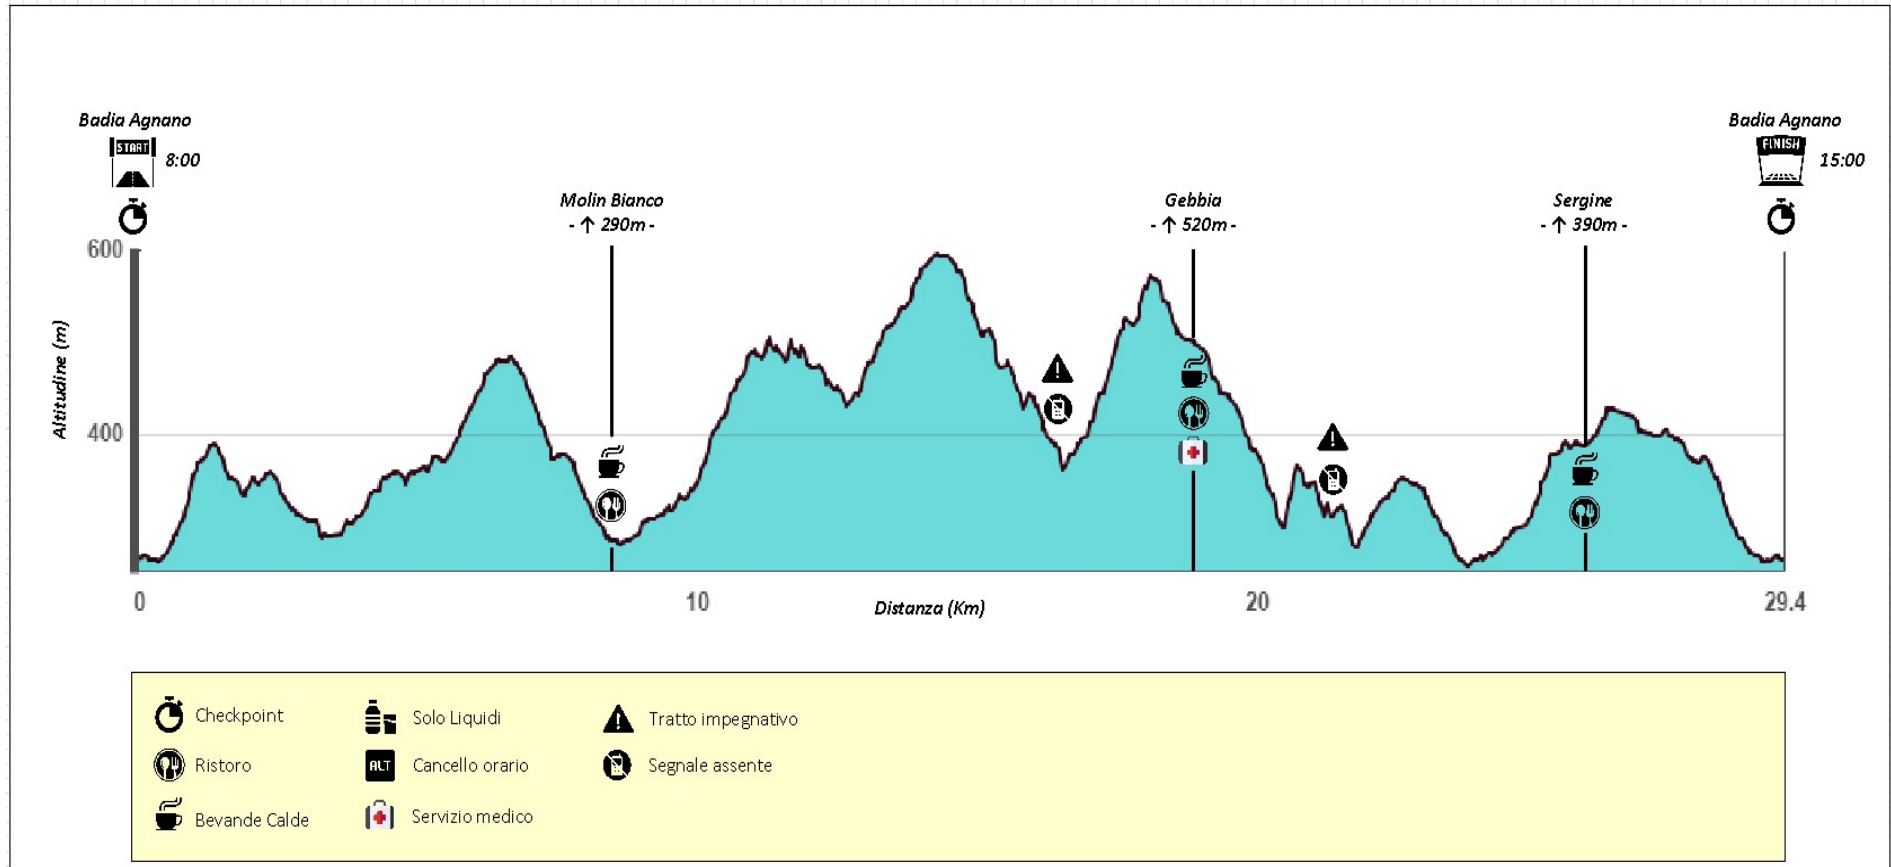 Badia Agnano
START
8:00
Badia Agnano
FINISH
15:00
Molin Bianco
- ↑ 290m -
Gebbia
- ↑ 520m -
Sergine
- ↑ 390m -
600
400
Altitudine (m)
0
10
20
29.4
Distanza (Km)
Checkpoint
Solo Liquidi
Tratto impegnativo
Ristoro
ALT
Cancello orario
Segnale assente
Bevande Calde
Servizio medico